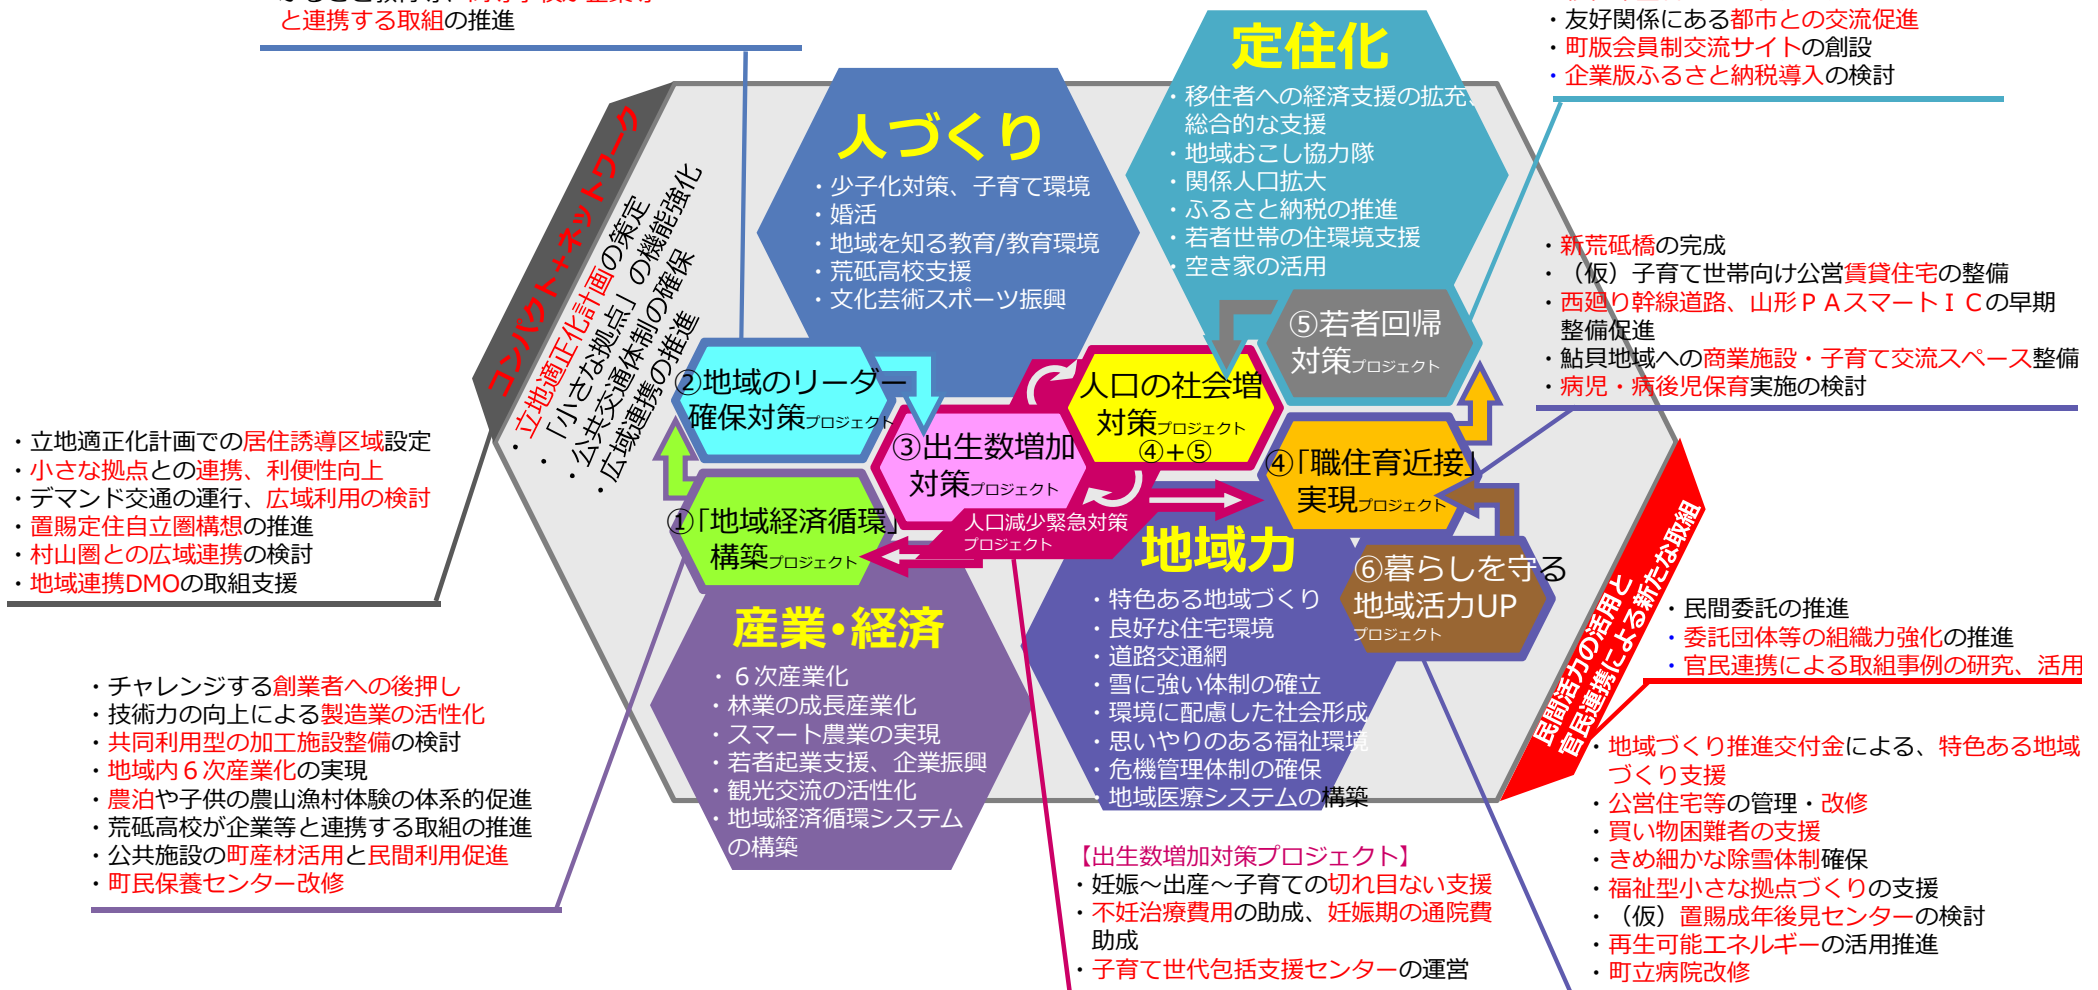 と連携する取組の推進
・友好関係にある都市との交流促進
・町版会員制交流サイトの創設
・企業版ふるさと納税導入の検討
コンパクト+ネットワーク
・立地適正化計画の策定
・「小さな拠点」の機能強化
・公共交通体制の確保
・広域連携の推進
人づくり
・少子化対策、子育て環境
・婚活
・地域を知る教育/教育環境
・荒砥高校支援
・文化芸術スポーツ振興
定住化
・移住者への経済支援の拡充、
総合的な支援
・地域おこし協力隊
・関係人口拡大
・ふるさと納税の推進
・若者世帯の住環境支援
・空き家の活用
・新荒砥橋の完成
・（仮）子育て世帯向け公営賃貸住宅の整備
・西廻り幹線道路、山形ＰＡスマートＩＣの早期
整備促進
・鮎貝地域への商業施設・子育て交流スペース整備
・病児・病後児保育実施の検討
②地域のリーダー
確保対策プロジェクト
③出生数増加
対策プロジェクト
人口の社会増
対策プロジェクト
④+⑤
⑤若者回帰
対策プロジェクト
①「地域経済循環」
構築プロジェクト
人口減少緊急対策
プロジェクト
④「職住育近接」
実現プロジェクト
⑥暮らしを守る
地域活力UP
プロジェクト
・立地適正化計画での居住誘導区域設定
・小さな拠点との連携、利便性向上
・デマンド交通の運行、広域利用の検討
・置賜定住自立圏構想の推進
・村山圏との広域連携の検討
・地域連携DMOの取組支援
産業・経済
・６次産業化
・林業の成長産業化
・スマート農業の実現
・若者起業支援、企業振興
・観光交流の活性化
・地域経済循環システム
の構築
地域力
・特色ある地域づくり
・良好な住宅環境
・道路交通網
・雪に強い体制の確立
・環境に配慮した社会形成
・思いやりのある福祉環境
・危機管理体制の確保
・地域医療システムの構築
民間活力の活用と
官民連携による新たな取組
・民間委託の推進
・委託団体等の組織力強化の推進
・官民連携による取組事例の研究、活用
・チャレンジする創業者への後押し
・技術力の向上による製造業の活性化
・共同利用型の加工施設整備の検討
・地域内６次産業化の実現
・農泊や子供の農山漁村体験の体系的促進
・荒砥高校が企業等と連携する取組の推進
・公共施設の町産材活用と民間利用促進
・町民保養センター改修
【出生数増加対策プロジェクト】
・妊娠～出産～子育ての切れ目ない支援
・不妊治療費用の助成、妊娠期の通院費
助成
・子育て世代包括支援センターの運営
・地域づくり推進交付金による、特色ある地域
づくり支援
・公営住宅等の管理・改修
・買い物困難者の支援
・きめ細かな除雪体制確保
・福祉型小さな拠点づくりの支援
・（仮）置賜成年後見センターの検討
・再生可能エネルギーの活用推進
・町立病院改修